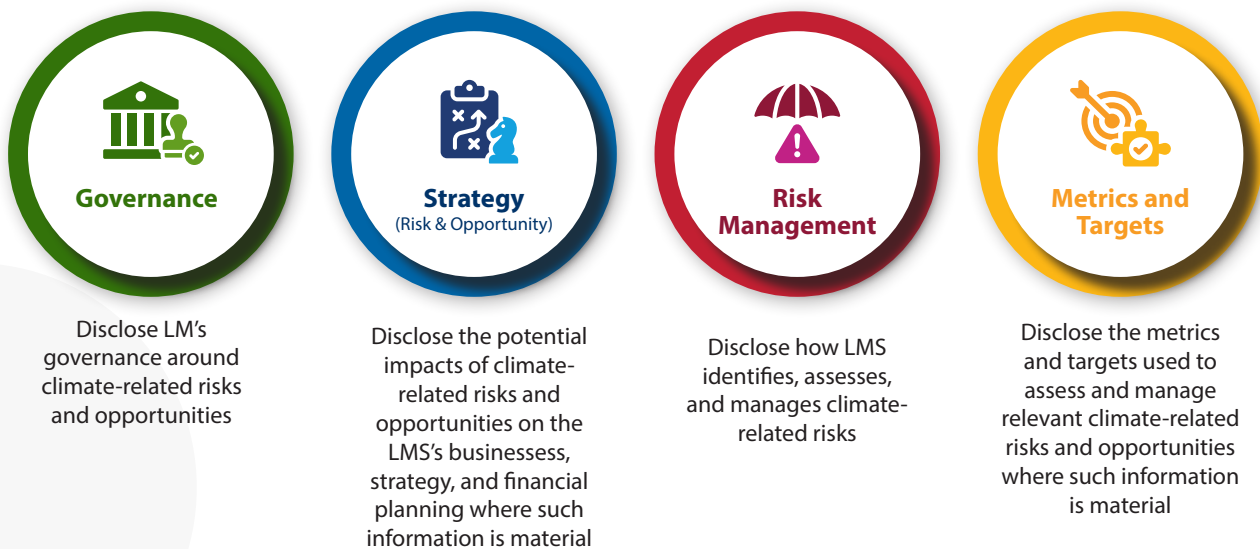 Governance
Disclose LM’s
governance around
climate-related risks
and opportunities
Strategy
(Risk & Opportunity)
Disclose the potential
impacts of climate-
related risks and
opportunities on the
LMS’s businessess,
strategy, and financial
planning where such
information is material
Risk
Management
Disclose how LMS
identifies, assesses,
and manages climate-
related risks
Metrics and
Targets
Disclose the metrics
and targets used to
assess and manage
relevant climate-related
risks and opportunities
where such information
is material